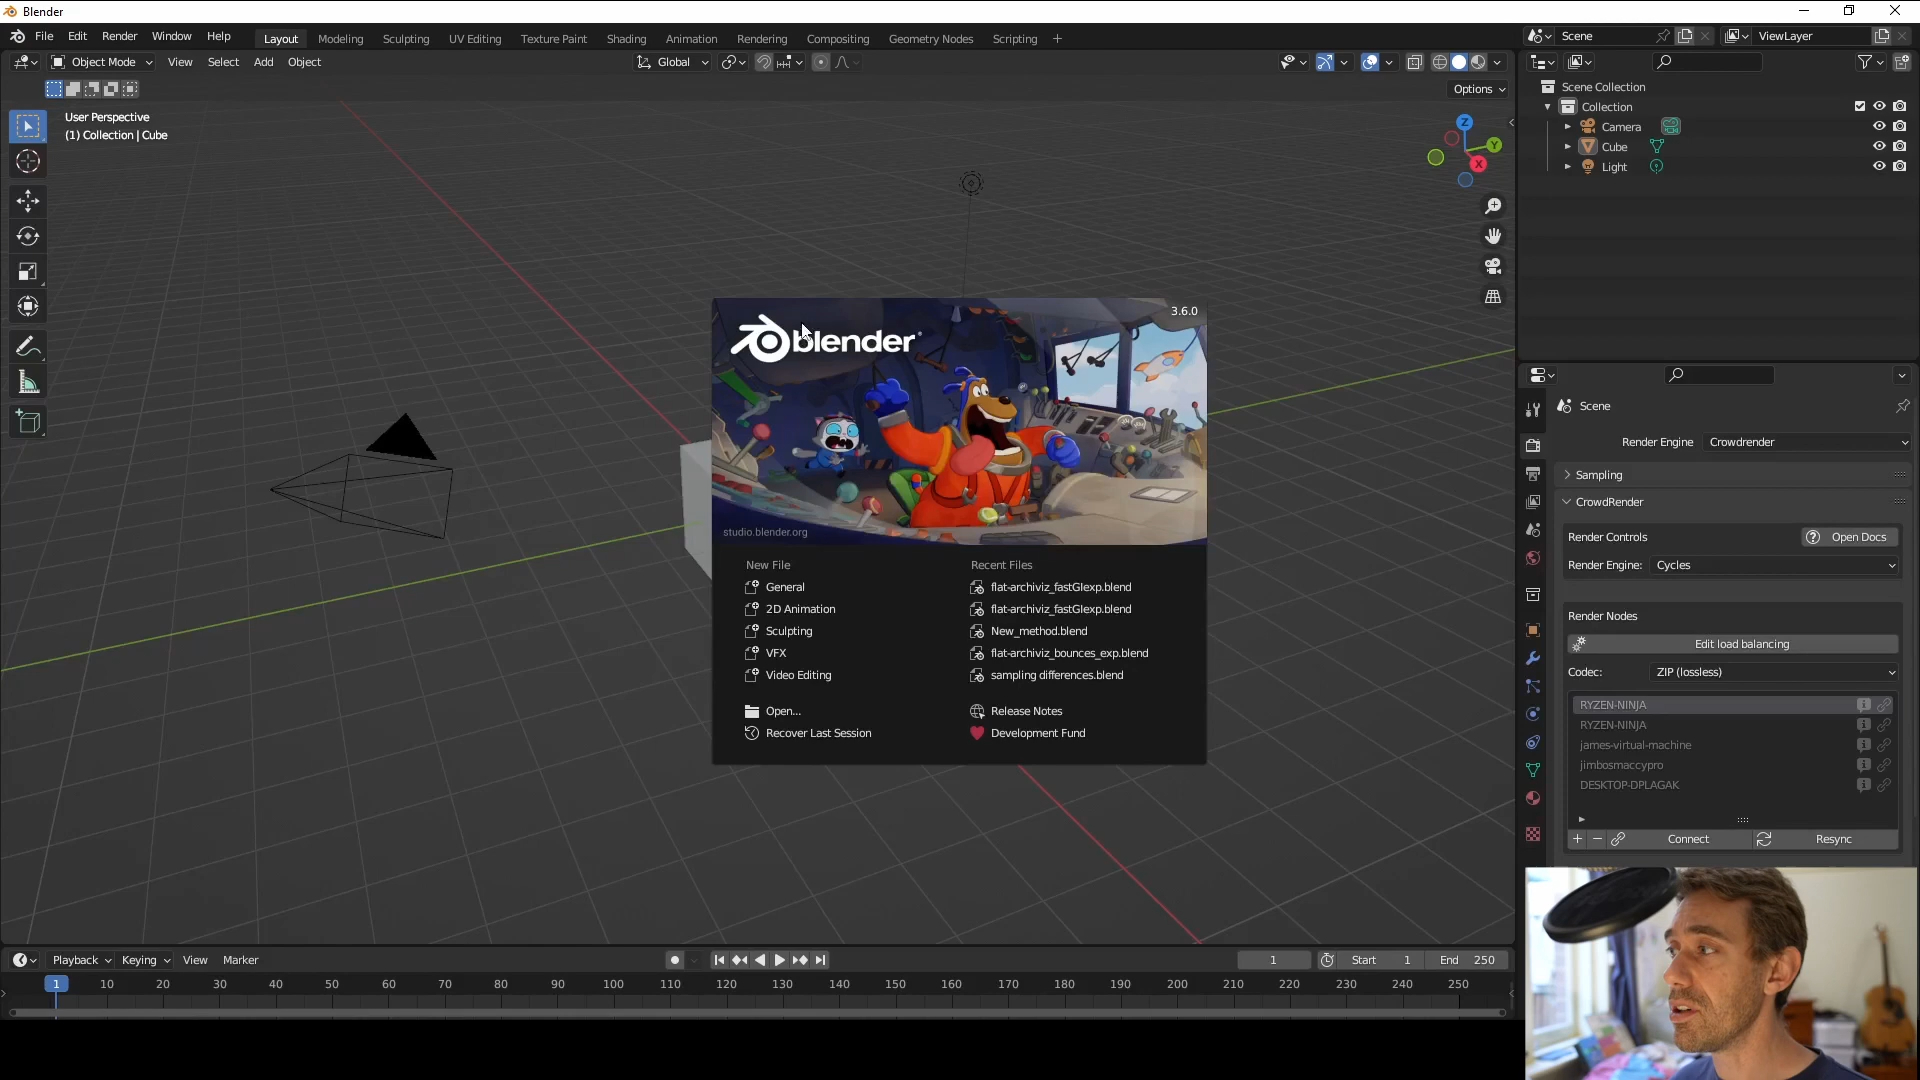 Blender
File Edit Render Window Help
Layout Modeling Sculpting UV Editing Texture Paint Shading Animation Rendering Compositing Geometry Nodes Scripting +
Scene
ViewLayer
Object Mode View Select Add Object
Global
Options
User Perspective
(1) Collection | Cube
Z
Y
X
Scene Collection
Collection
Camera
Cube
Light
blender
3.6.0
studio.blender.org
New File
General
2D Animation
Sculpting
VFX
Video Editing
Open...
Recover Last Session
Recent Files
flat-archiviz_fastGIexp.blend
flat-archiviz_fastGIexp.blend
New_method.blend
flat-archiviz_bounces_exp.blend
sampling differences.blend
Release Notes
Development Fund
Scene
Render Engine Crowdrender
Sampling
CrowdRender
Render Controls
Open Docs
Render Engine: Cycles
Render Nodes
Edit load balancing
Codec: ZIP (lossless)
RYZEN-NINJA
RYZEN-NINJA
james-virtual-machine
jimbosmaccypro
DESKTOP-DPLAGAK
+ − Connect Resync
Playback Keying View Marker
1
Start 1
End 250
1 10 20 30 40 50 60 70 80 90 100 110 120 130 140 150 160 170 180 190 200 210 220 230 240 250